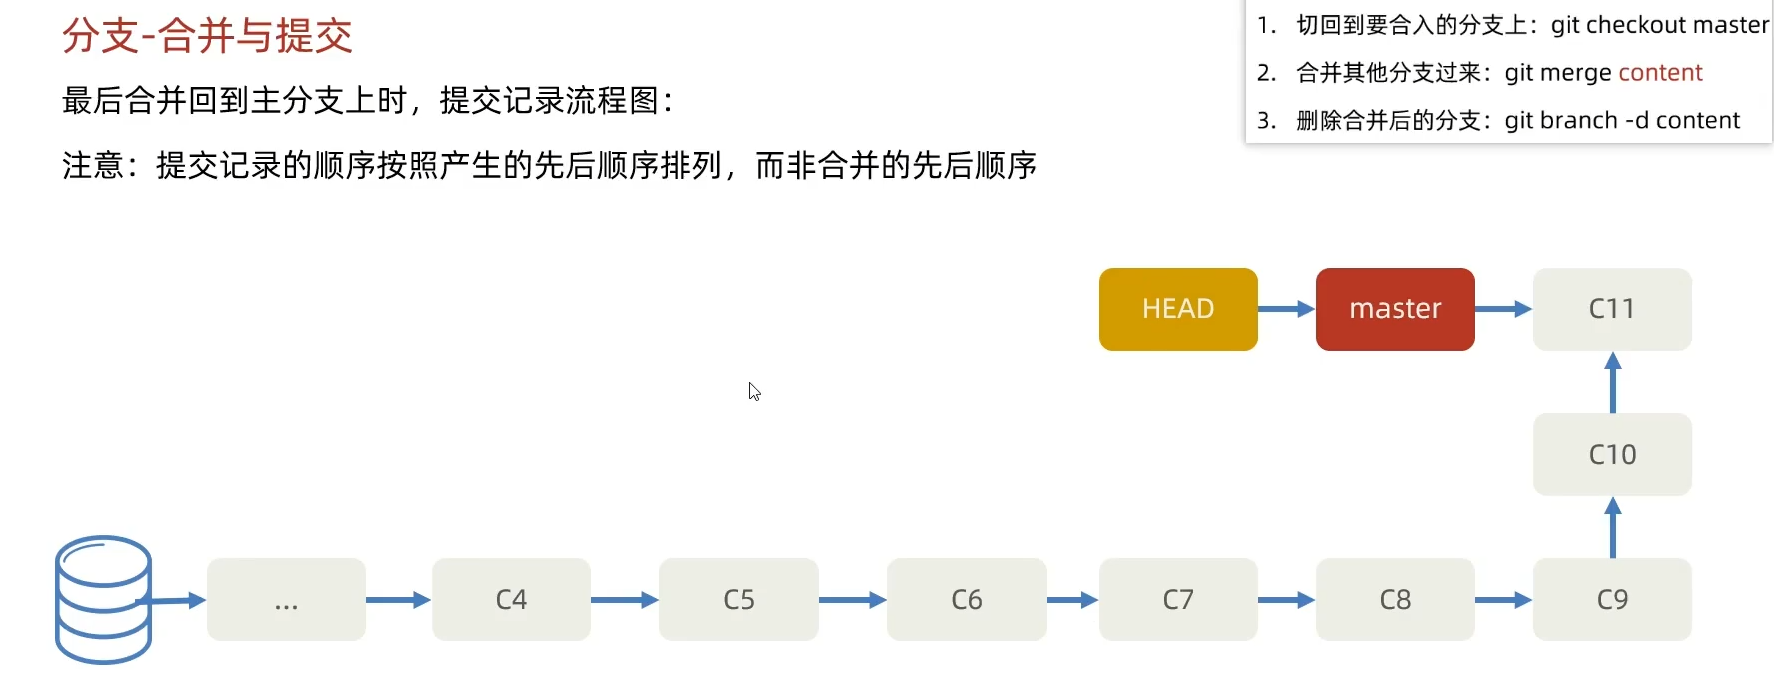 分支-合并与提交
最后合并回到主分支上时，提交记录流程图：
注意：提交记录的顺序按照产生的先后顺序排列，而非合并的先后顺序
1. 切回到要合入的分支上：git checkout master
2. 合并其他分支过来：git merge content
3. 删除合并后的分支：git branch -d content
HEAD
master
C11
C10
...
C4
C5
C6
C7
C8
C9